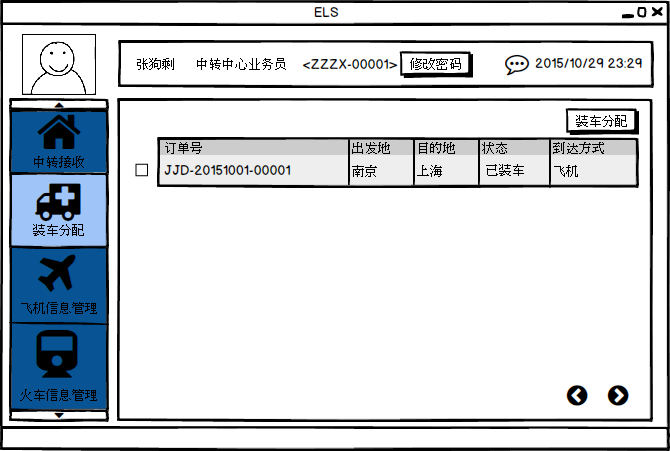 ELS
张狗剩 中转中心业务员 <ZZZX-00001> 修改密码 2015/10/29 23:29
中转接收
装车分配
飞机信息管理
火车信息管理
装车分配
订单号 出发地 目的地 状态 到达方式
JJD-20151001-00001 南京 上海 已装车 飞机